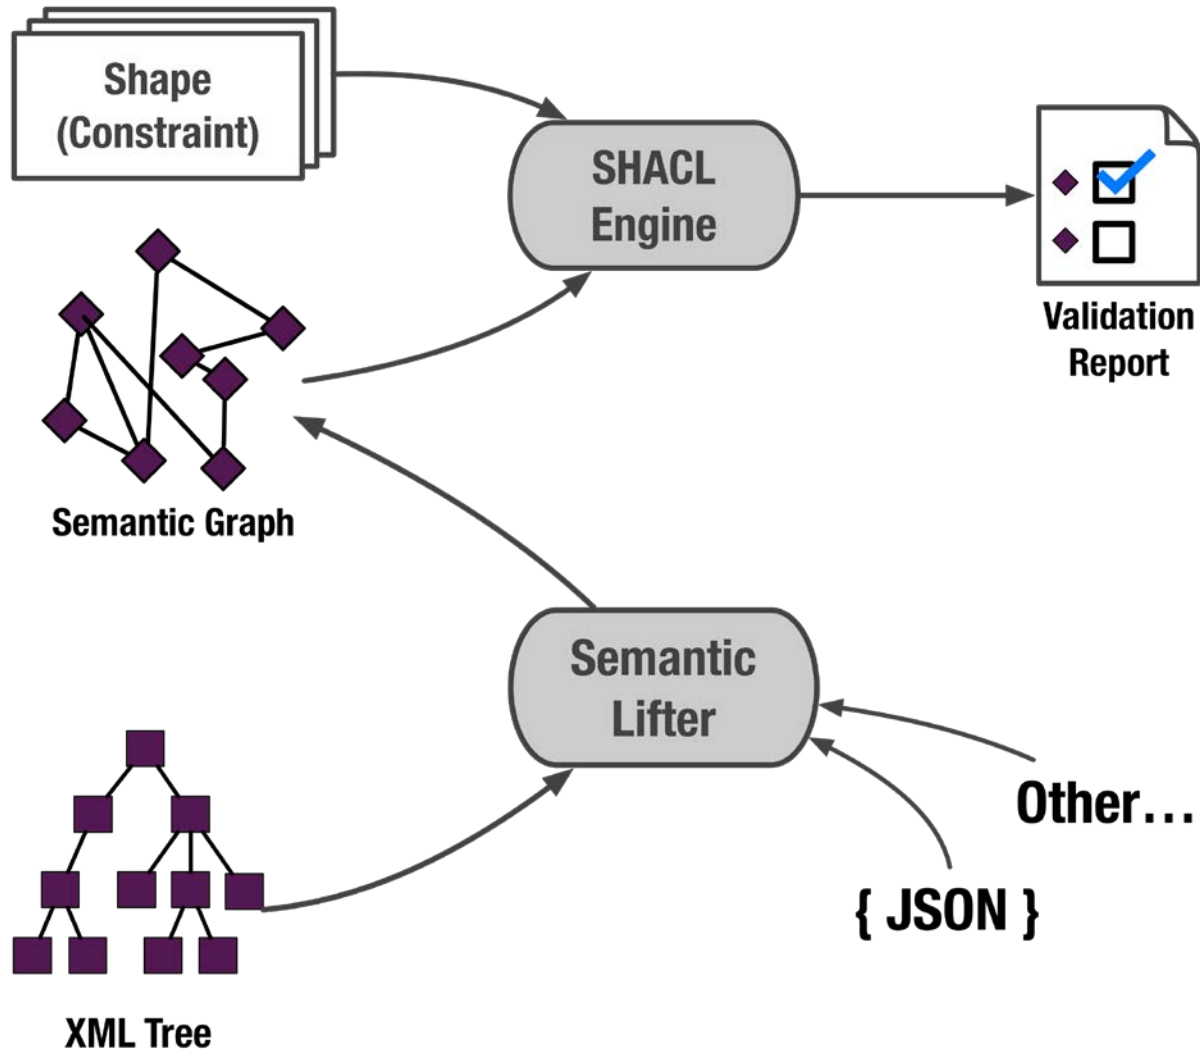 Shape
(Constraint)
SHACL
Engine
Validation
Report
Semantic Graph
Semantic
Lifter
Other…
{ JSON }
XML Tree